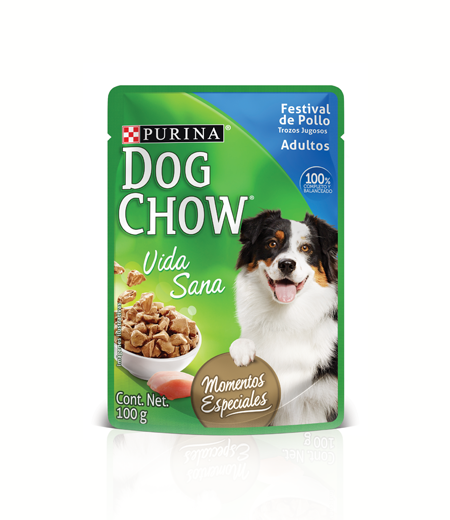 PURINA®
DOG
CHOW®
Vida
Sana
Festival
de Pollo
Trozos Jugosos
Adultos
100%
COMPLETO Y
BALANCEADO
Momentos
Especiales
Cont. Net.
100 g